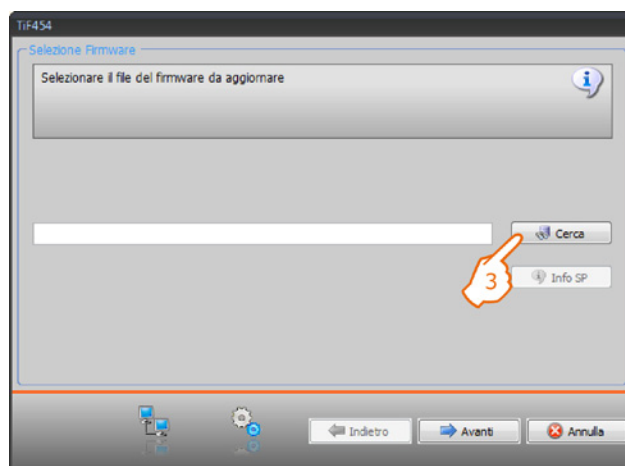 TiF454
Selezione Firmware
Selezionare il file del firmware da aggiornare
Cerca
3
Info SP
Indietro
Avanti
Annulla